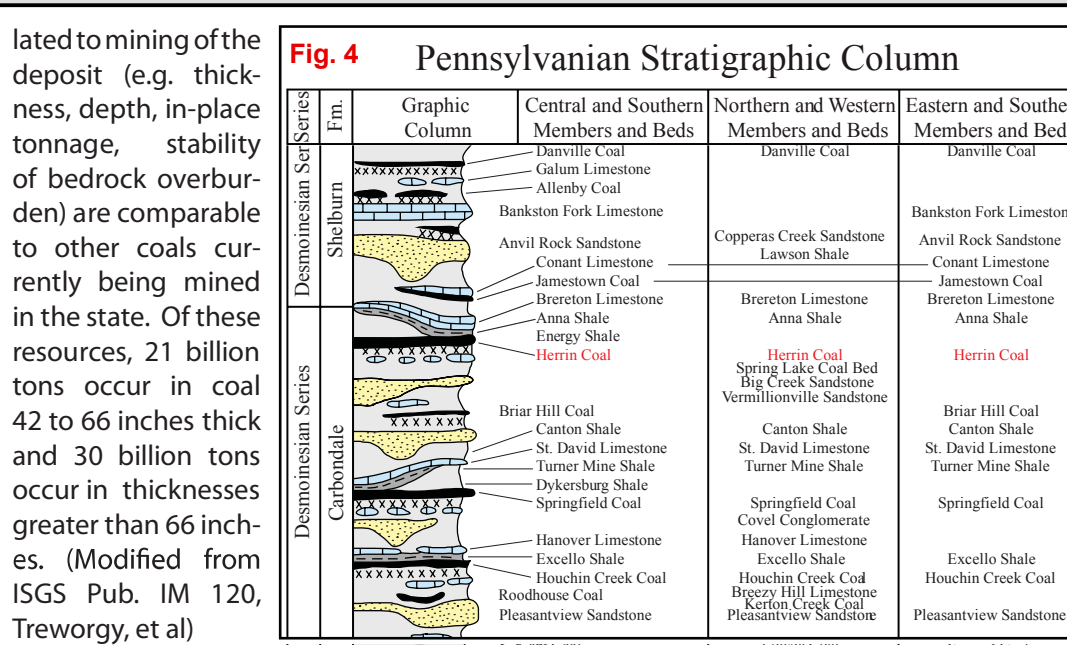 lated to mining of the
deposit (e.g. thick-
ness, depth, in-place
tonnage, stability
of bedrock overbur-
den) are comparable
to other coals cur-
rently being mined
in the state. Of these
resources, 21 billion
tons occur in coal
42 to 66 inches thick
and 30 billion tons
occur in thicknesses
greater than 66 inch-
es. (Modified from
ISGS Pub. IM 120,
Treworgy, et al)
Fig. 4 Pennsylvanian Stratigraphic Column
Series
Fm.
Graphic
Column
Central and Southern
Members and Beds
Northern and Western
Members and Beds
Eastern and Southe
Members and Bed
Desmoinesian Ser
Shelburn
Desmoinesian Series
Carbondale
Danville Coal
Galum Limestone
Allenby Coal
Bankston Fork Limestone
Anvil Rock Sandstone
Conant Limestone
Jamestown Coal
Brereton Limestone
Anna Shale
Energy Shale
Herrin Coal
Briar Hill Coal
Canton Shale
St. David Limestone
Turner Mine Shale
Dykersburg Shale
Springfield Coal
Hanover Limestone
Excello Shale
Houchin Creek Coal
Roodhouse Coal
Pleasantview Sandstone
Danville Coal
Copperas Creek Sandstone
Lawson Shale
Brereton Limestone
Anna Shale
Herrin Coal
Spring Lake Coal Bed
Big Creek Sandstone
Vermillionville Sandstone
Canton Shale
St. David Limestone
Turner Mine Shale
Springfield Coal
Covel Conglomerate
Hanover Limestone
Excello Shale
Houchin Creek Coal
Breezy Hill Limestone
Kerton Creek Coal
Pleasantview Sandstone
Danville Coal
Bankston Fork Limeston
Anvil Rock Sandstone
Conant Limestone
Jamestown Coal
Brereton Limestone
Anna Shale
Herrin Coal
Briar Hill Coal
Canton Shale
St. David Limestone
Turner Mine Shale
Springfield Coal
Excello Shale
Houchin Creek Coal
Pleasantview Sandstone